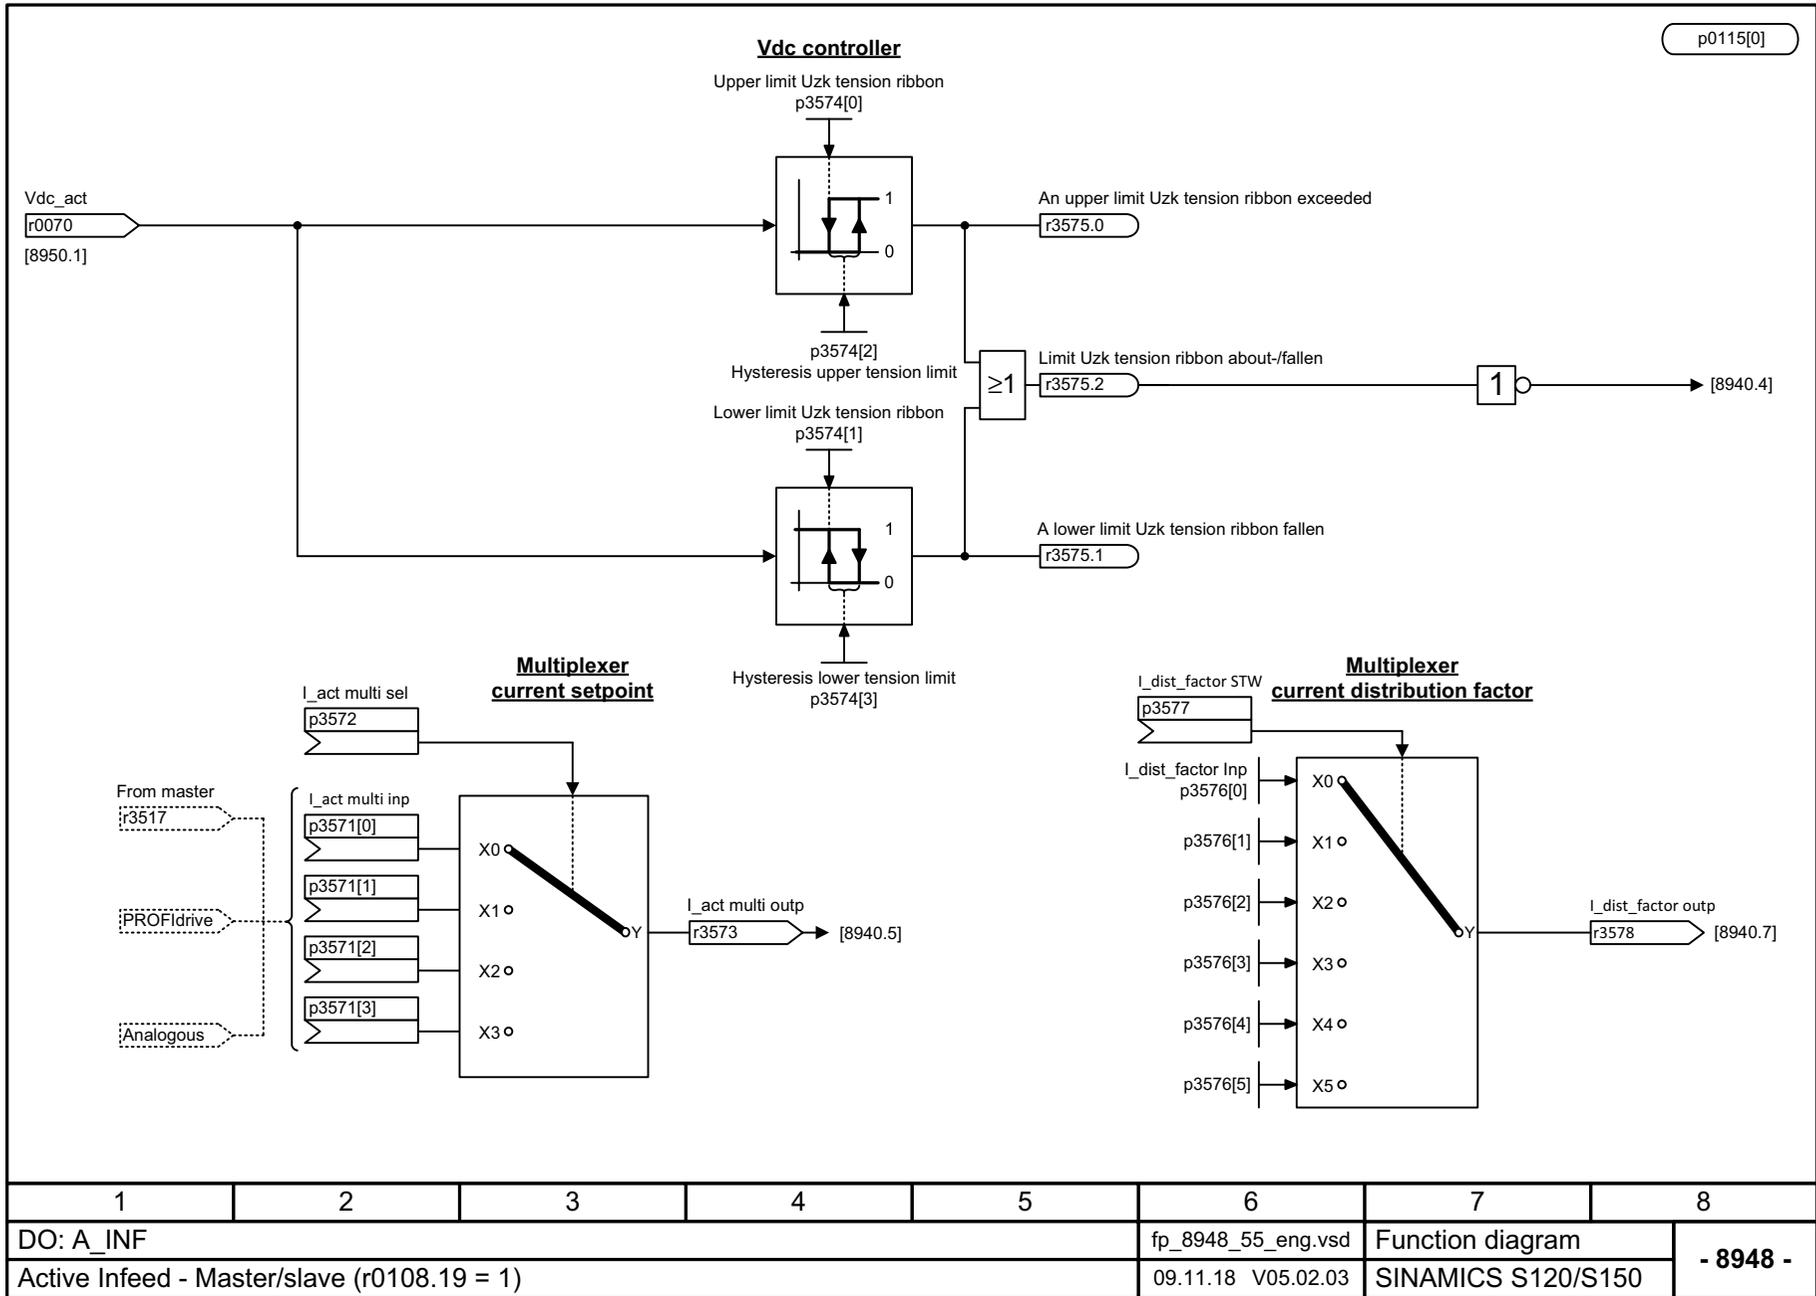 p0115[0]
Vdc controller
Upper limit Uzk tension ribbon
p3574[0]
Vdc_act
r0070
[8950.1]
1
0
An upper limit Uzk tension ribbon exceeded
r3575.0
p3574[2]
Hysteresis upper tension limit
≥1
Limit Uzk tension ribbon about-/fallen
r3575.2
1
[8940.4]
Lower limit Uzk tension ribbon
p3574[1]
1
0
A lower limit Uzk tension ribbon fallen
r3575.1
Hysteresis lower tension limit
p3574[3]
Multiplexer
current setpoint
I_act multi sel
p3572
From master
r3517
PROFIdrive
Analogous
I_act multi inp
p3571[0]
p3571[1]
p3571[2]
p3571[3]
X0
X1
X2
X3
Y
I_act multi outp
r3573
[8940.5]
Multiplexer
current distribution factor
I_dist_factor STW
p3577
I_dist_factor Inp
p3576[0]
p3576[1]
p3576[2]
p3576[3]
p3576[4]
p3576[5]
X0
X1
X2
X3
X4
X5
Y
I_dist_factor outp
r3578
[8940.7]
1 2 3 4 5 6 7 8
DO: A_INF
fp_8948_55_eng.vsd
Function diagram
- 8948 -
Active Infeed - Master/slave (r0108.19 = 1)
09.11.18 V05.02.03
SINAMICS S120/S150